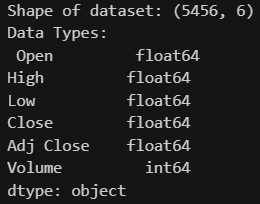 Shape of dataset: (5456, 6)
Data Types:
 Open          float64
High         float64
Low          float64
Close        float64
Adj Close    float64
Volume         int64
dtype: object